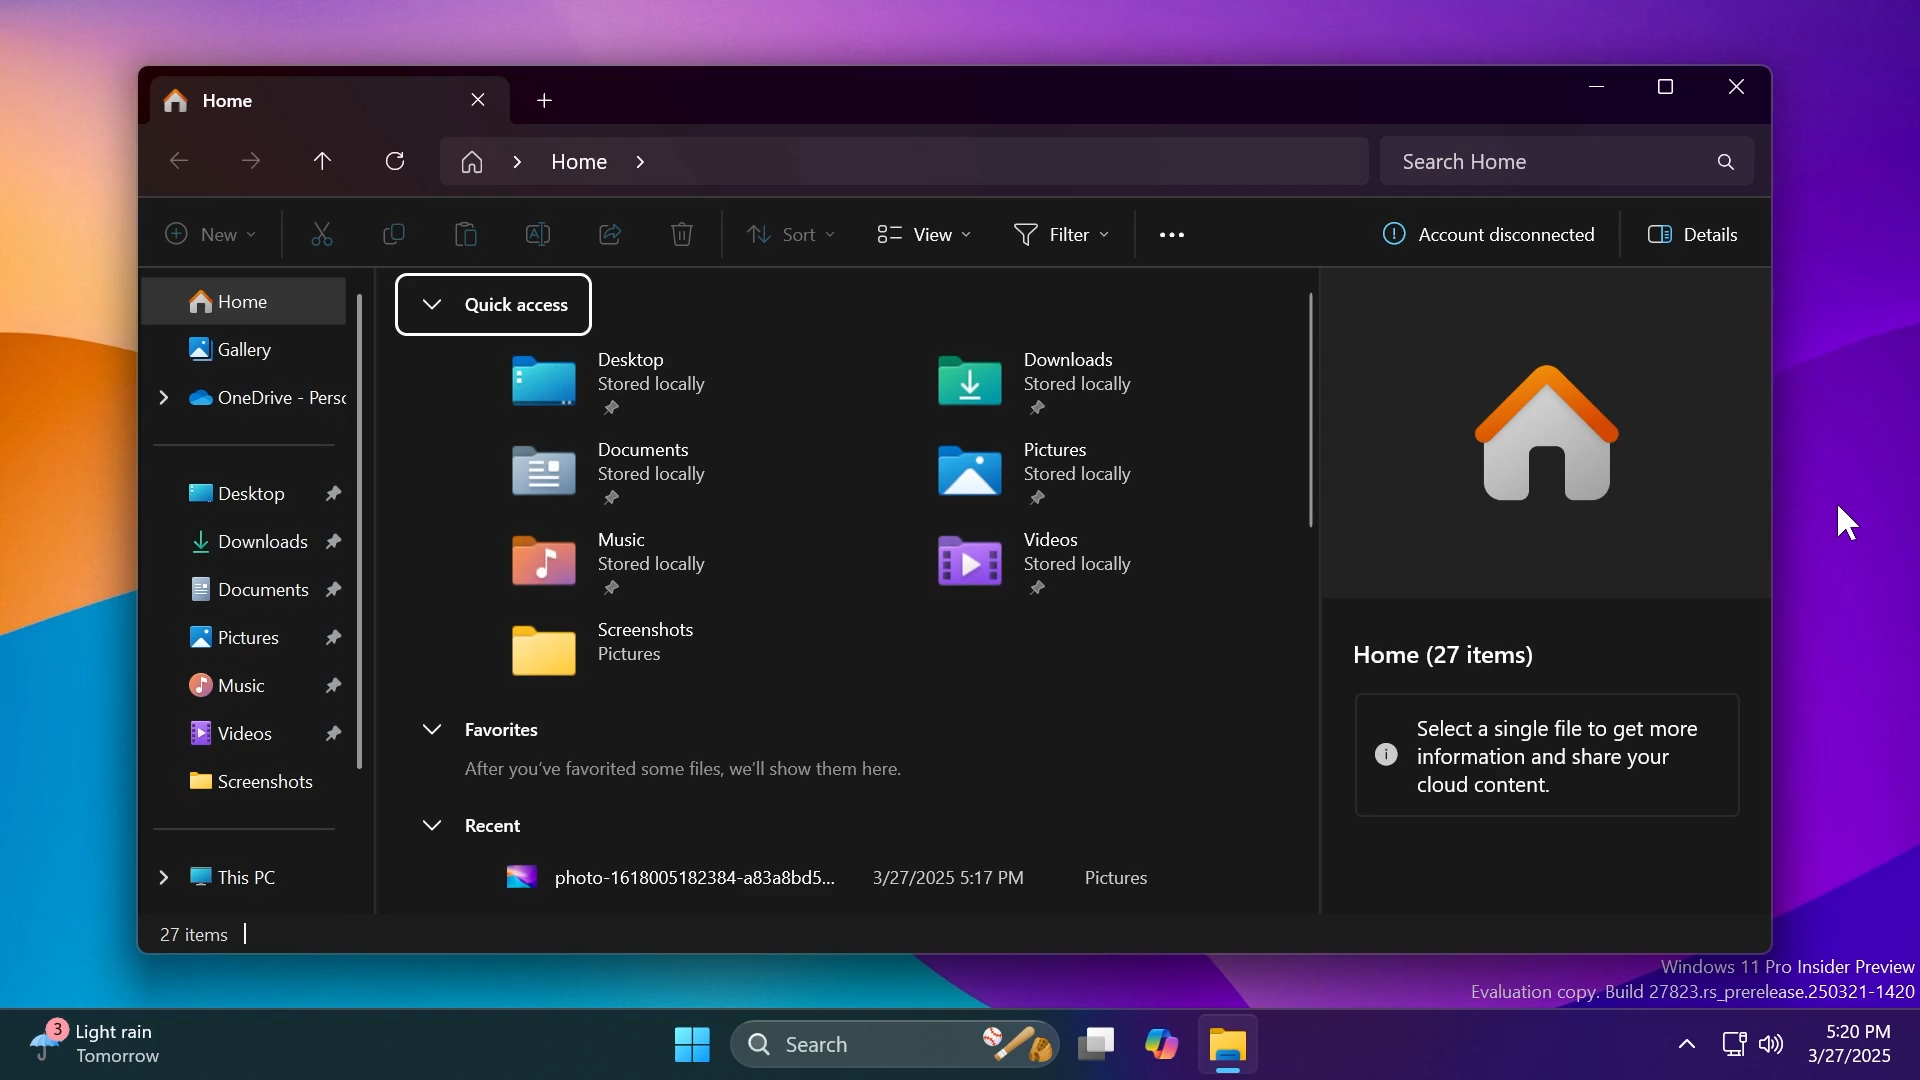 Home
Home
Search Home
New
Sort
View
Filter
Account disconnected
Details
Home
Gallery
OneDrive - Perso
Desktop
Downloads
Documents
Pictures
Music
Videos
Screenshots
This PC
Quick access
Desktop
Stored locally
Downloads
Stored locally
Documents
Stored locally
Pictures
Stored locally
Music
Stored locally
Videos
Stored locally
Screenshots
Pictures
Favorites
After you've favorited some files, we'll show them here.
Recent
photo-1618005182384-a83a8bd5... 3/27/2025 5:17 PM Pictures
Home (27 items)
Select a single file to get more
information and share your
cloud content.
27 items
Windows 11 Pro Insider Preview
Evaluation copy. Build 27823.rs_prerelease.250321-1420
3
Light rain
Tomorrow
Search
5:20 PM
3/27/2025